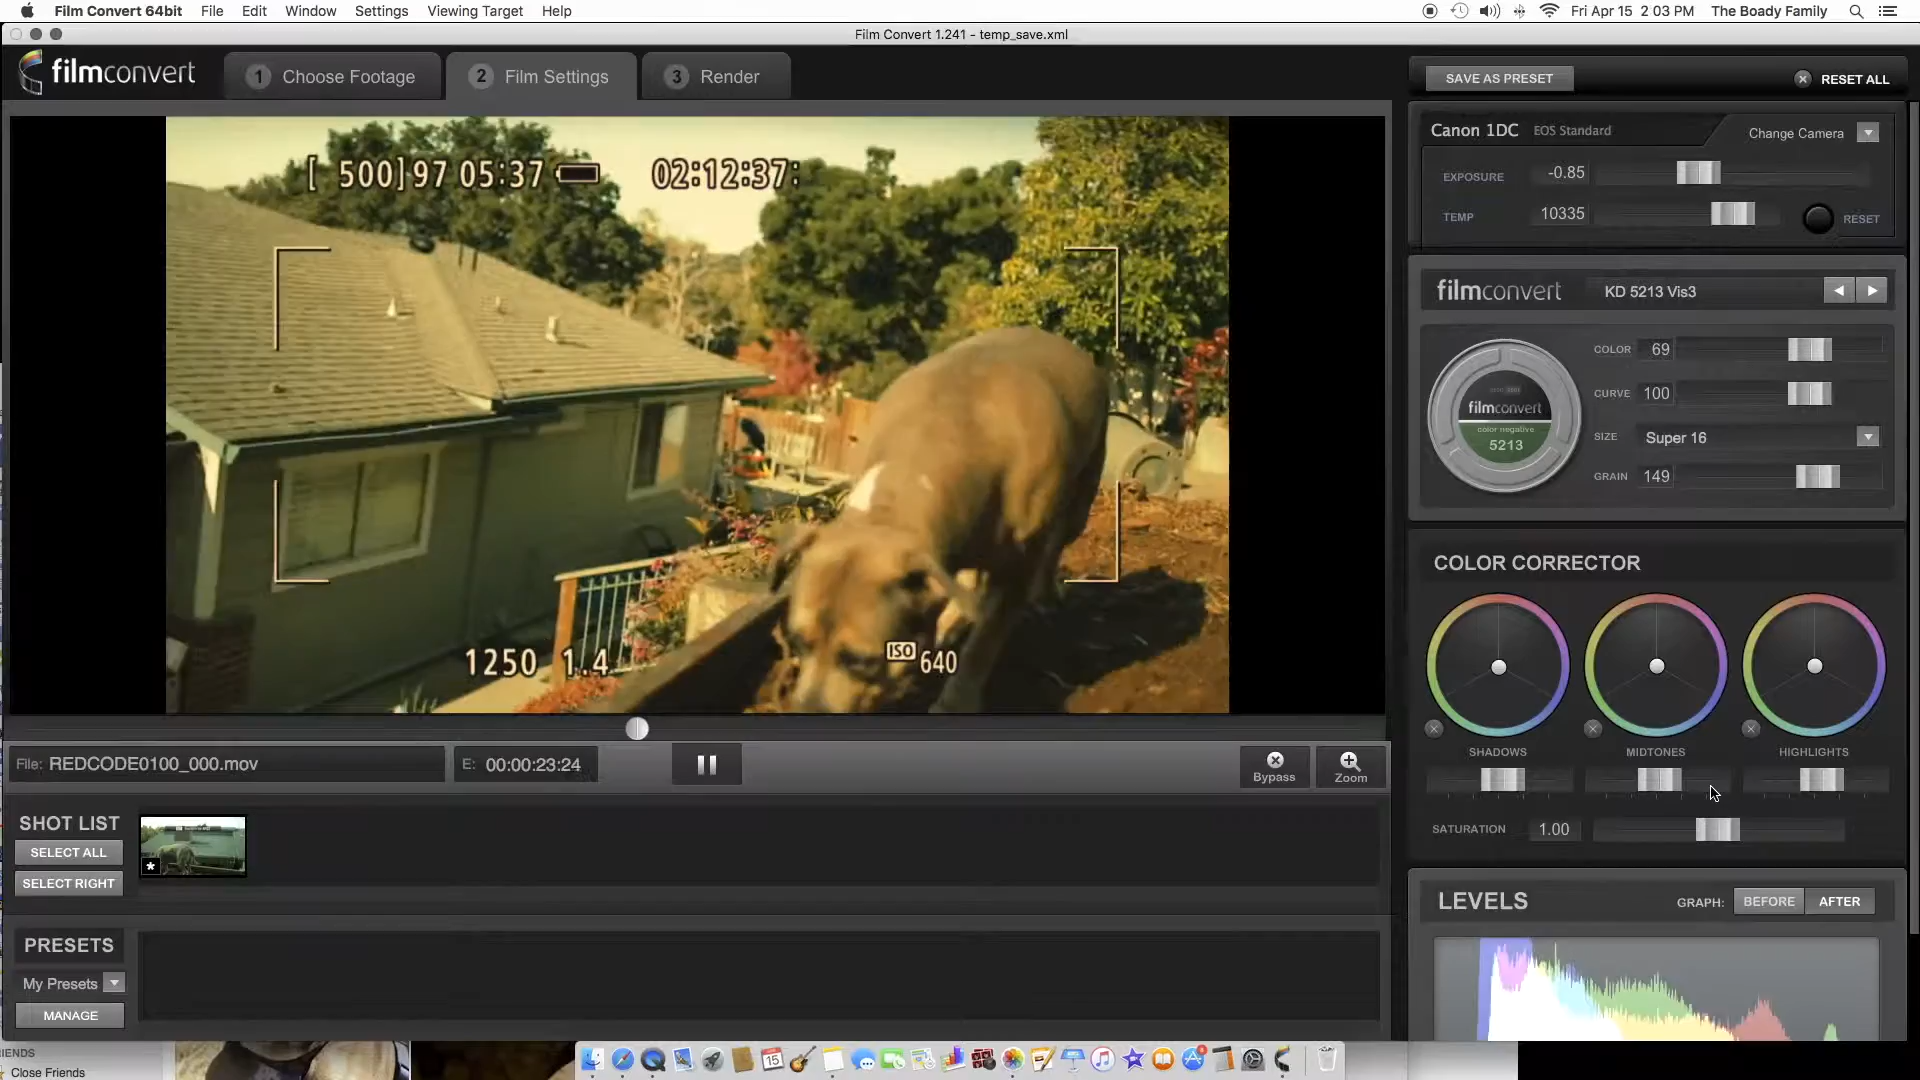 Film Convert 64bit File Edit Window Settings Viewing Target Help Fri Apr 15 2:03 PM The Boady Family
Film Convert 1.241 - temp_save.xml
filmconvert 1 Choose Footage 2 Film Settings 3 Render SAVE AS PRESET RESET ALL
Canon 1DC EOS Standard Change Camera
EXPOSURE -0.85
TEMP 10335 RESET
[ 500]97 05:37 02:12:37:
filmconvert KD 5213 Vis3
COLOR 69
CURVE 100
SIZE Super 16
GRAIN 149
filmconvert
color negative
5213
COLOR CORRECTOR
SHADOWS MIDTONES HIGHLIGHTS
SATURATION 1.00
1250 1.4 ISO 640
File: REDCODE0100_000.mov E: 00:00:23:24 Bypass Zoom
SHOT LIST
SELECT ALL
SELECT RIGHT
LEVELS GRAPH: BEFORE AFTER
PRESETS
My Presets
MANAGE
IENDS
Close Friends
15